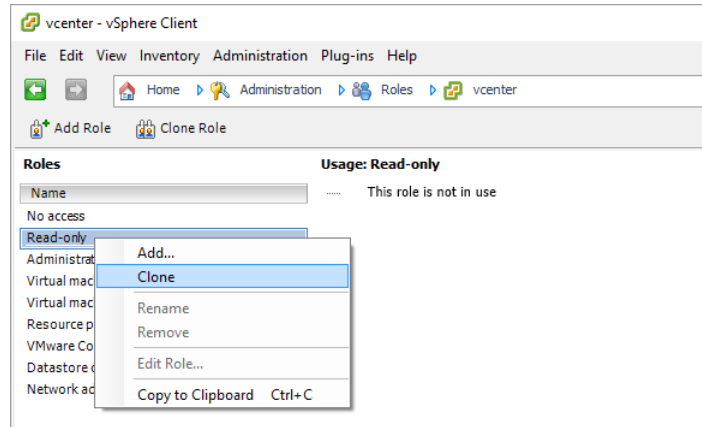 vcenter - vSphere Client
File Edit View Inventory Administration Plug-ins Help
Home Administration Roles vcenter
Add Role Clone Role
Roles
Usage: Read-only
Name
This role is not in use
No access
Read-only
Administrat
Add...
Virtual mac
Clone
Virtual mac
Rename
Resource p
Remove
VMware Co
Edit Role...
Datastore c
Network ad
Copy to Clipboard Ctrl+C